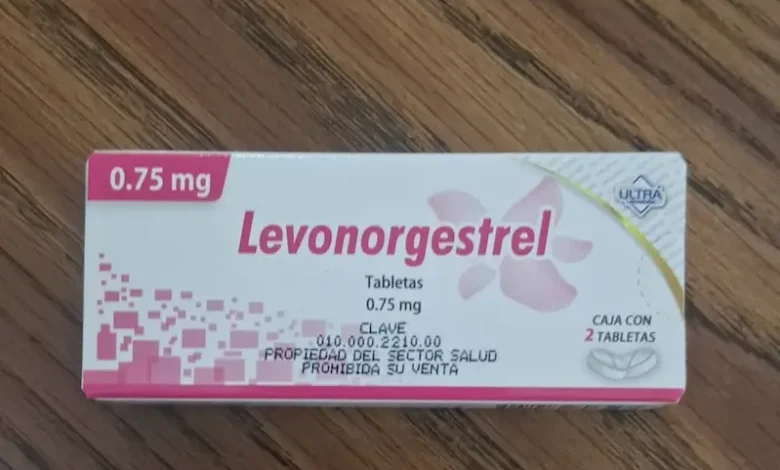 0.75 mg
ULTRA
Levonorgestrel
Tabletas
0.75 mg
CLAVE
010.000.2210.00
PROPIEDAD DEL SECTOR SALUD
PROHIBIDA SU VENTA
CAJA CON
2 TABLETAS